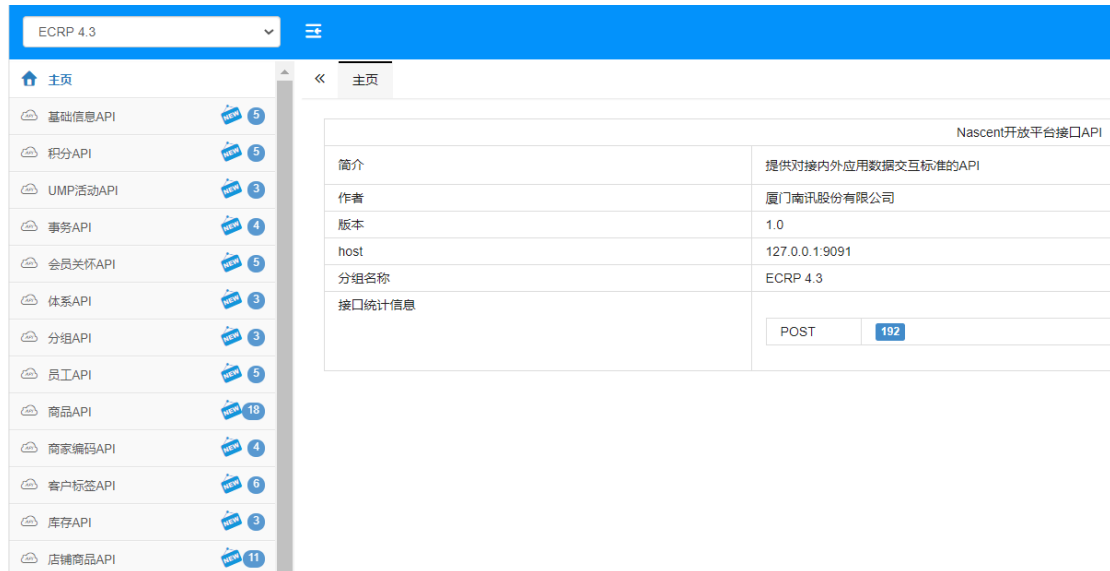 ECRP 4.3
主页
基础信息API NEW 5
积分API NEW 5
UMP活动API NEW 3
事务API NEW 4
会员关怀API NEW 5
体系API NEW 3
分组API NEW 3
员工API NEW 5
商品API NEW 18
商家编码API NEW 4
客户标签API NEW 6
库存API NEW 3
店铺商品API NEW 11
主页
Nascent开放平台接口API
简介 提供对接内外应用数据交互标准的API
作者 厦门南讯股份有限公司
版本 1.0
host 127.0.0.1:9091
分组名称 ECRP 4.3
接口统计信息
POST 192